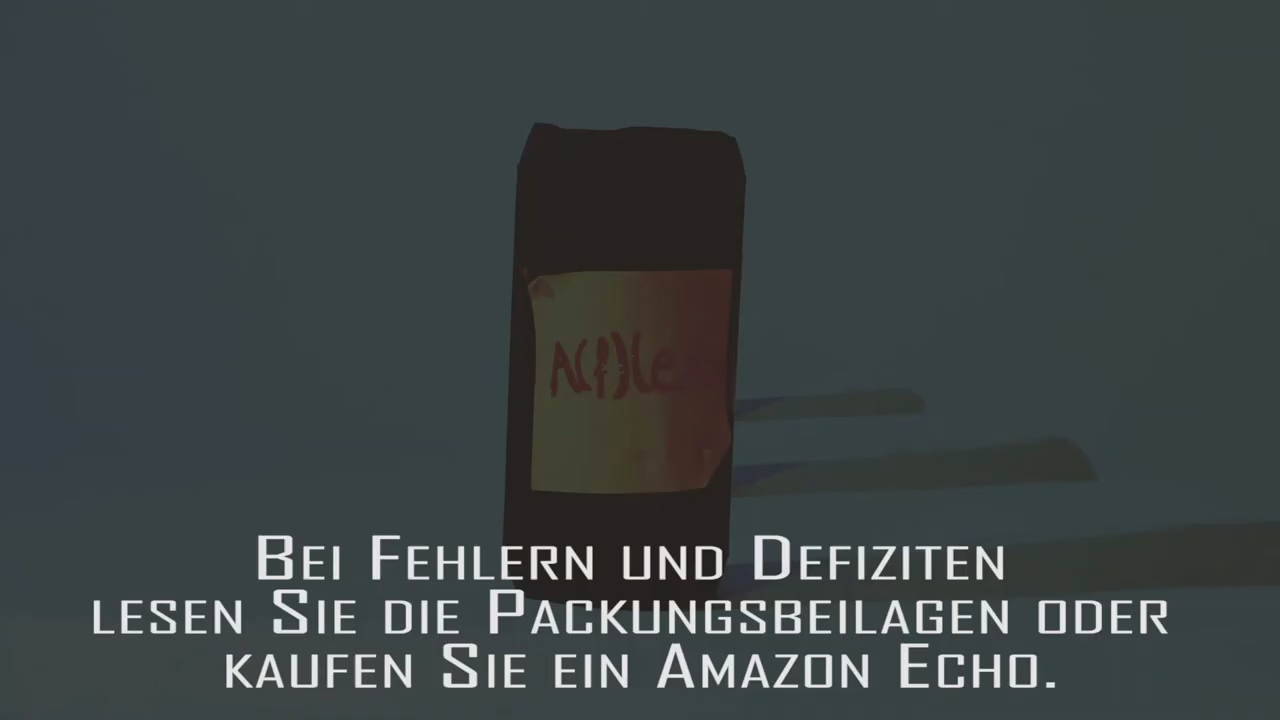 Bei Fehlern und Defiziten
lesen Sie die Packungsbeilagen oder
kaufen Sie ein Amazon Echo.